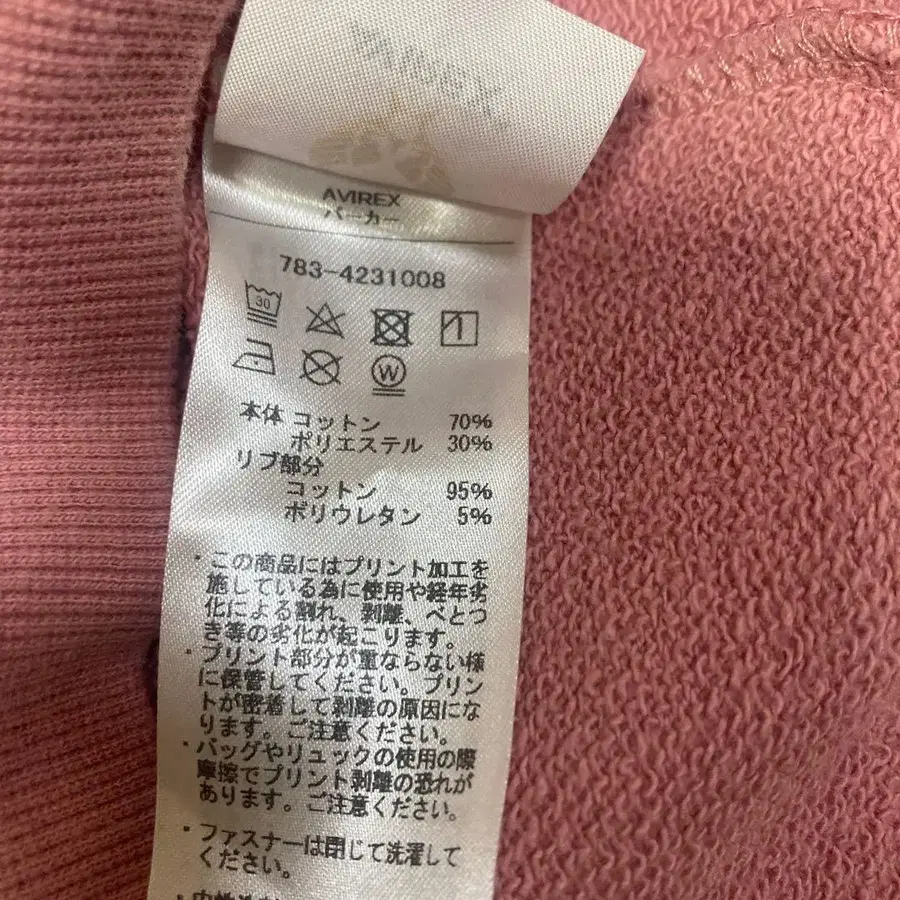 AVIREX
パーカー
783-4231008
30
W
本体 コットン 70%
ポリエステル 30%
リブ部分
コットン 95%
ポリウレタン 5%
・この商品にはプリント加工を
施している為に使用や経年劣
化による割れ、剥離、べとつ
き等の劣化が起こります。
・プリント部分が重ならない様
に保管してください。プリン
トが密着して剥離の原因にな
ります。ご注意ください。
・バッグやリュックの使用の際
摩擦でプリント剥離の恐れが
あります。ご注意ください。
・ファスナーは閉じて洗濯して
ください。